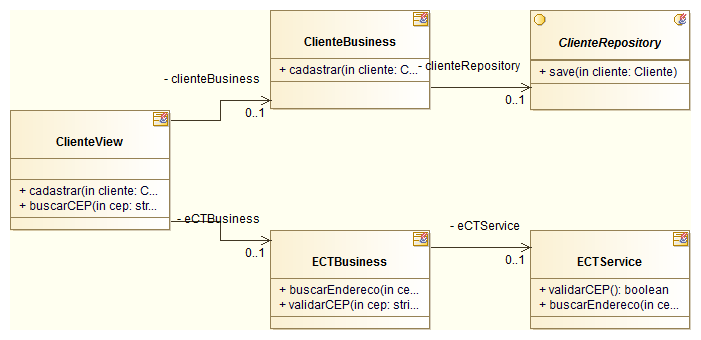 ClienteBusiness
+ cadastrar(in cliente: C...
- clienteBusiness
0..1
- clienteRepository
0..1
ClienteRepository
+ save(in cliente: Cliente)
ClienteView
+ cadastrar(in cliente: C...
+ buscarCEP(in cep: str...
- eCTBusiness
0..1
ECTBusiness
+ buscarEndereco(in ce...
+ validarCEP(in cep: stri...
- eCTService
0..1
ECTService
+ validarCEP(): boolean
+ buscarEndereco(in ce...